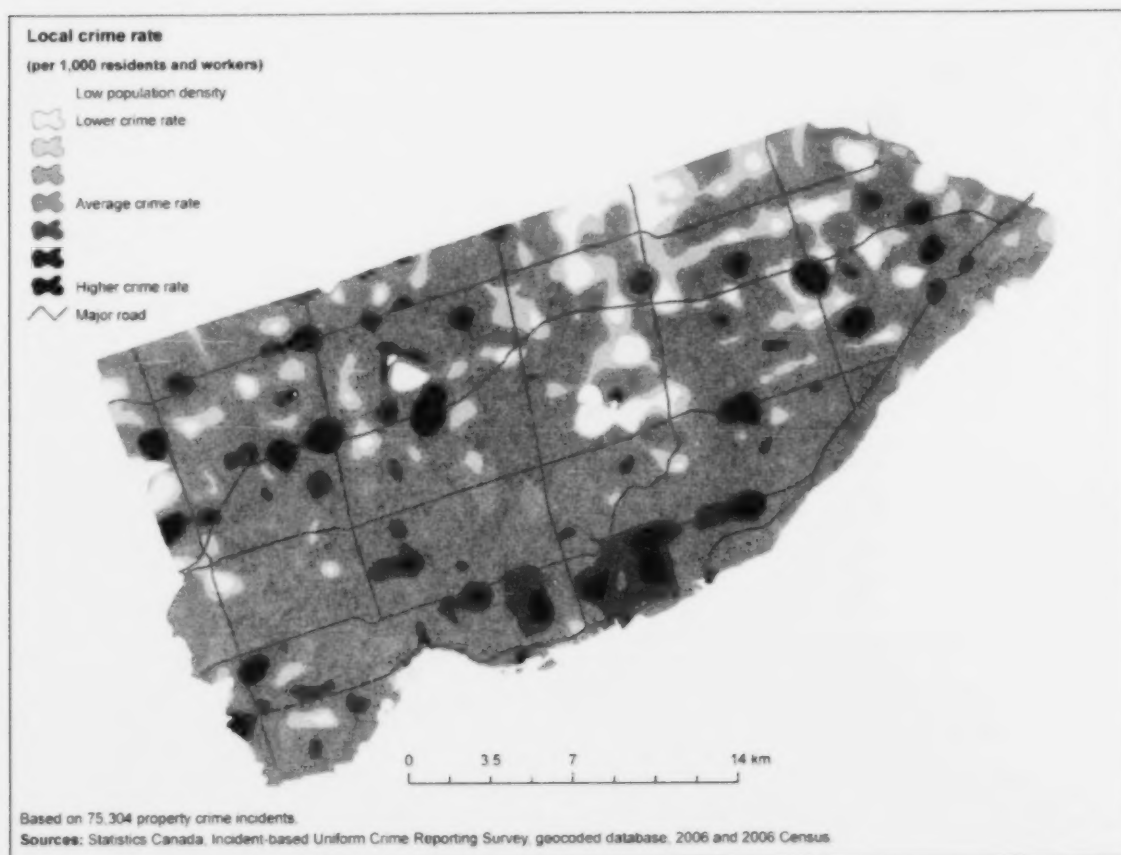 Local crime rate
(per 1,000 residents and workers)
Low population density
Lower crime rate
Average crime rate
Higher crime rate
Major road
0 3.5 7 14 km
Based on 75,304 property crime incidents.
Sources: Statistics Canada, Incident-based Uniform Crime Reporting Survey, geocoded database, 2006 and 2006 Census.